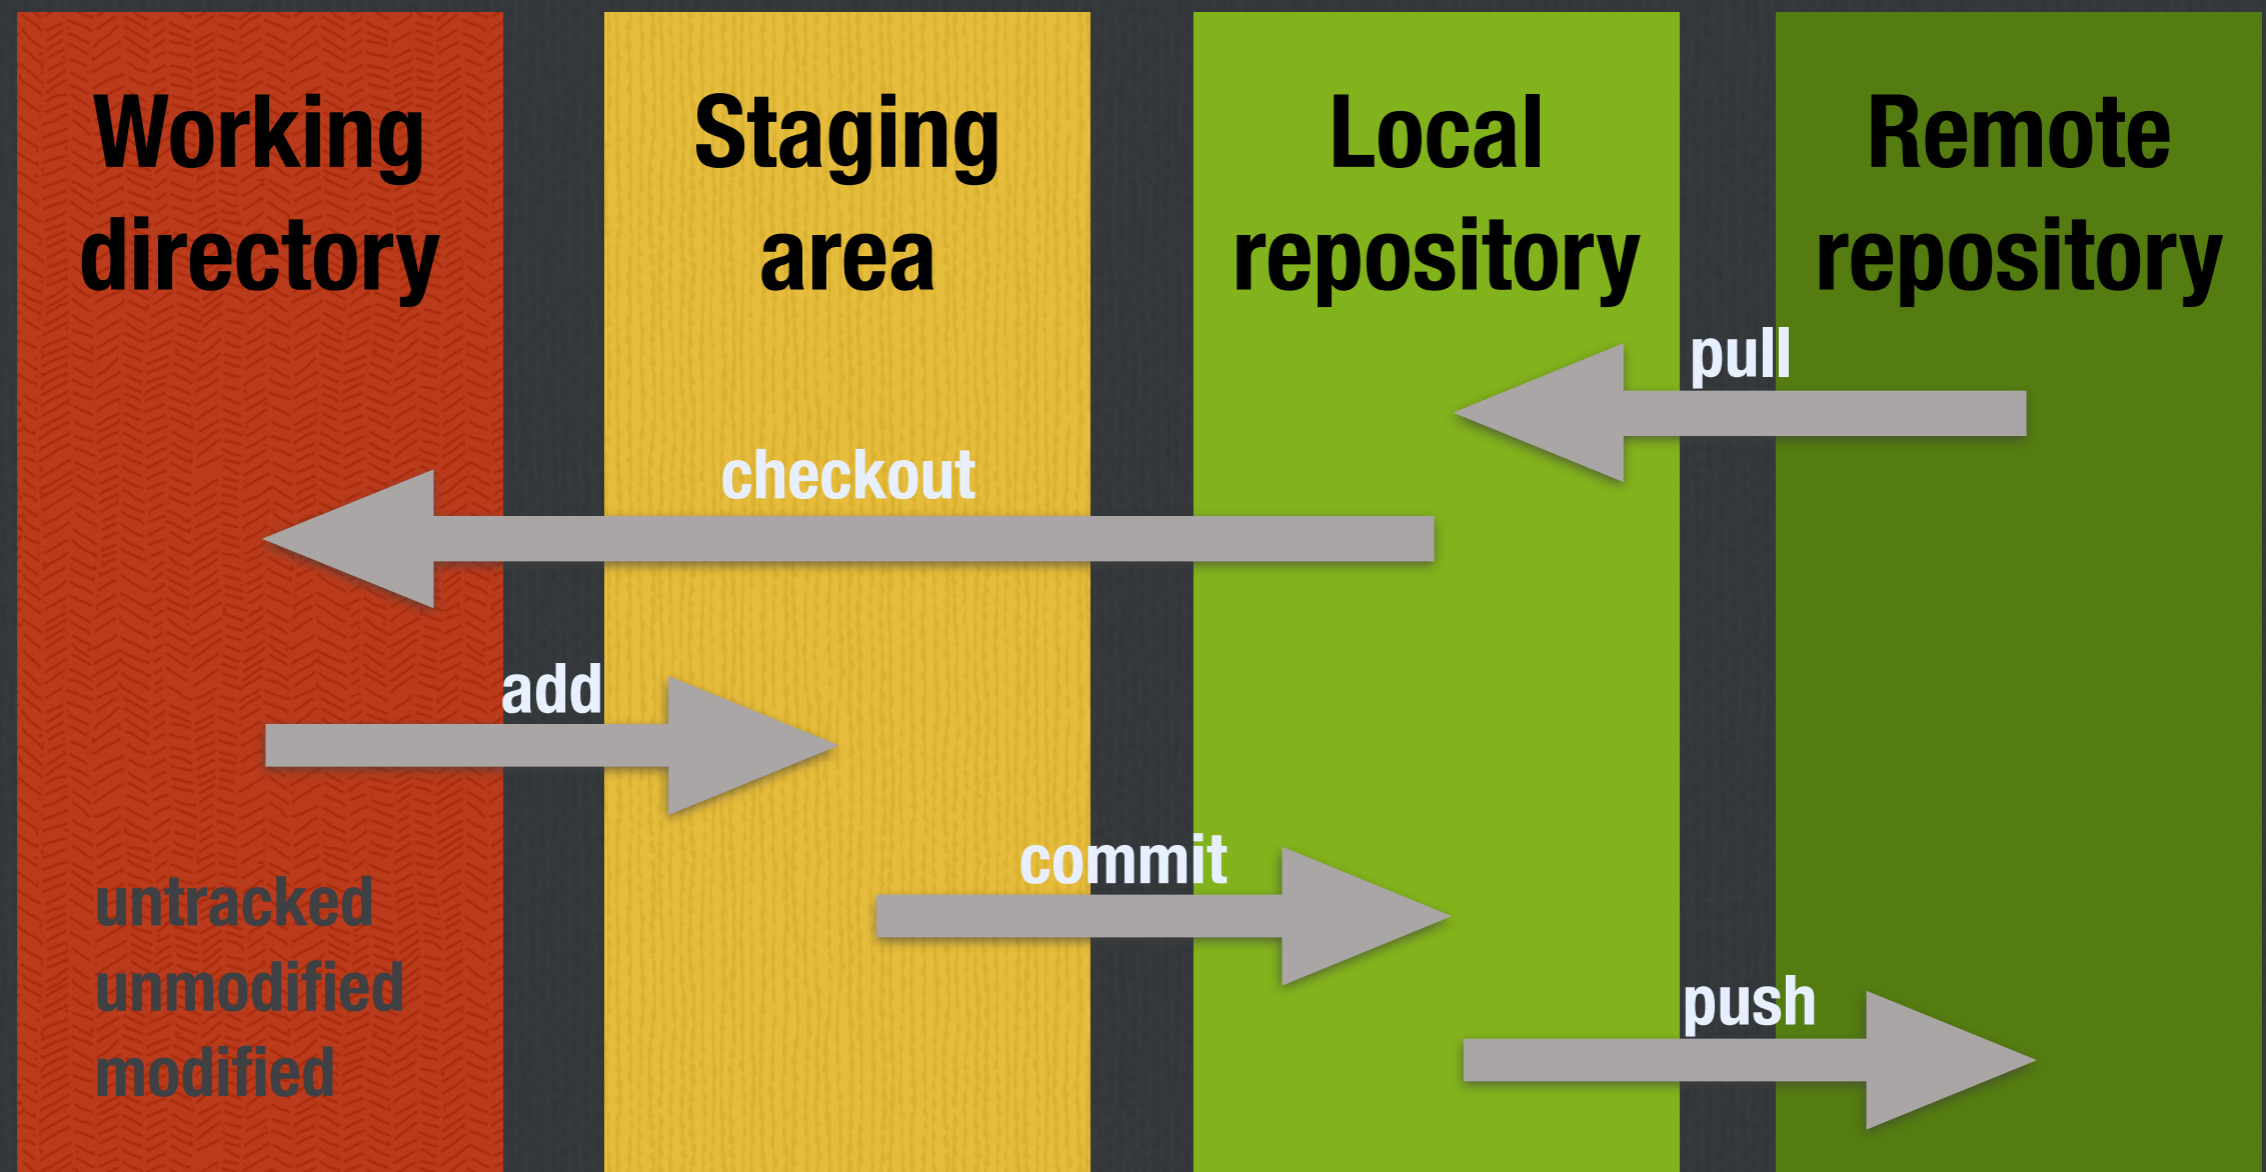 Working
directory
Staging
area
Local
repository
Remote
repository
pull
checkout
add
commit
push
untracked
unmodified
modified